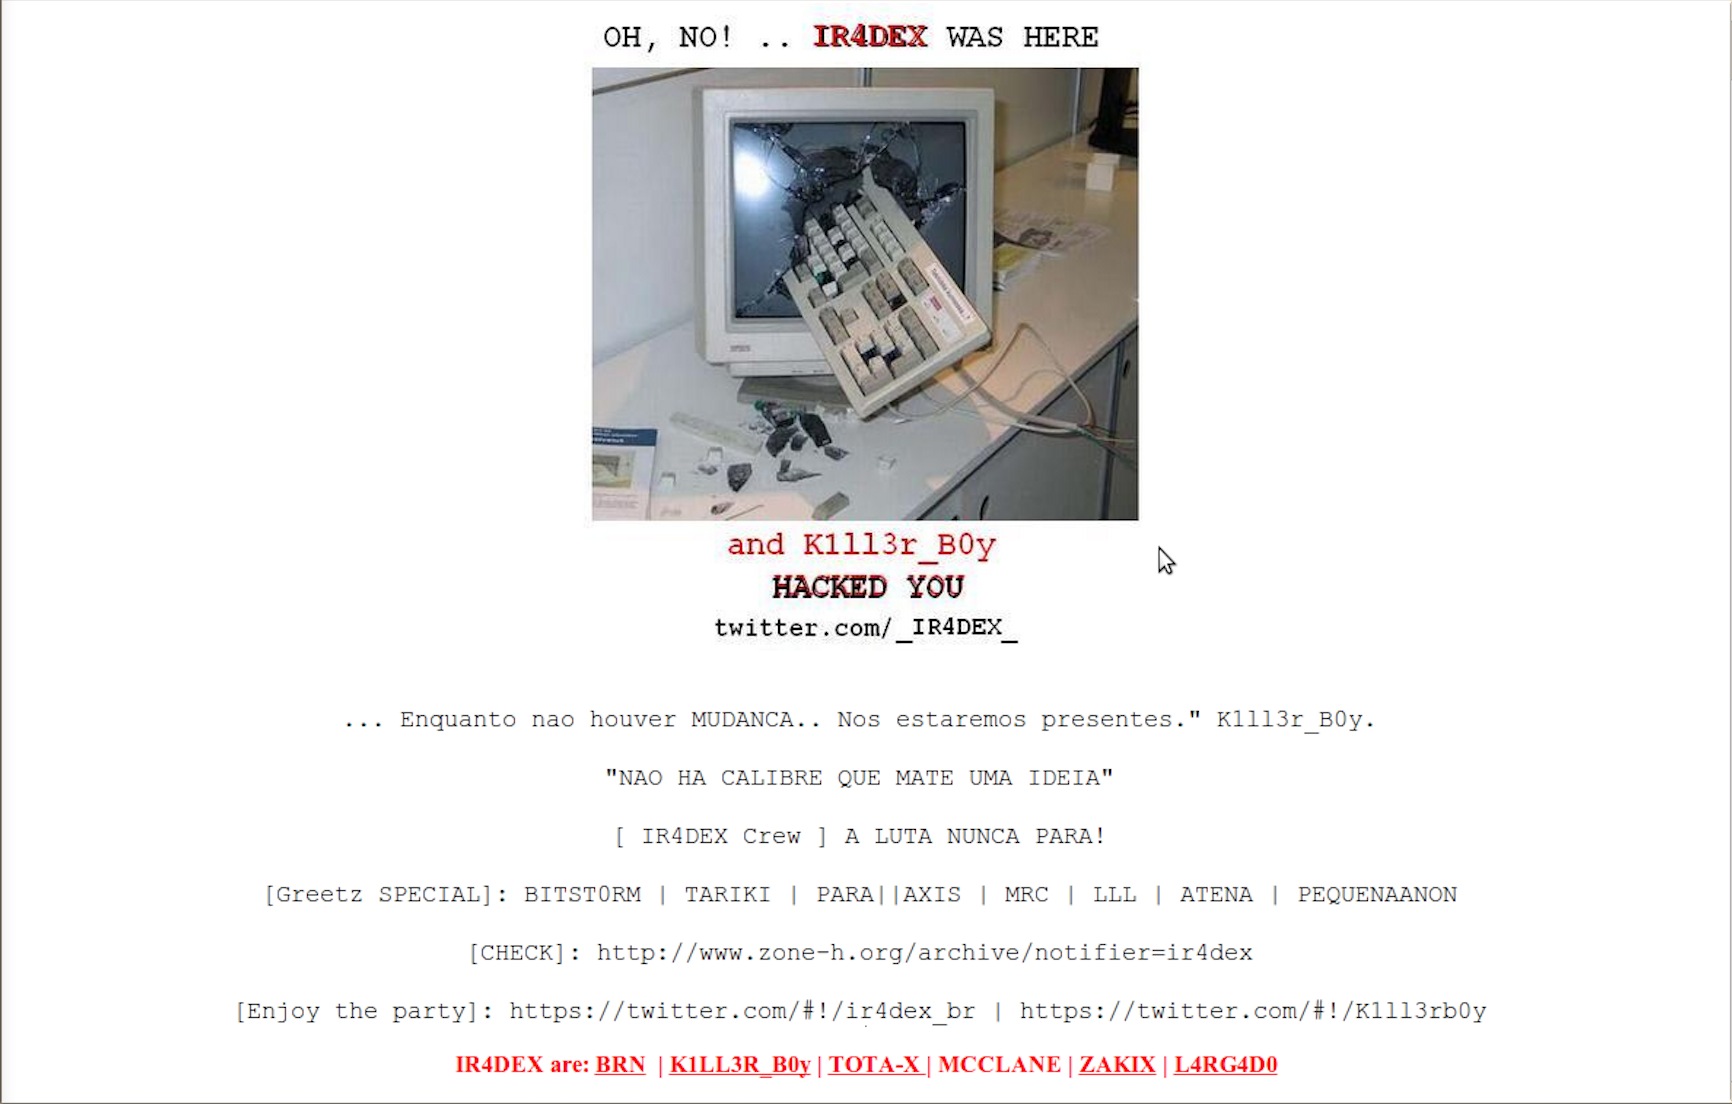 OH, NO! .. IR4DEX WAS HERE
and K1ll3r_B0y
HACKED YOU
twitter.com/_IR4DEX_
... Enquanto nao houver MUDANCA.. Nos estaremos presentes." K1ll3r_B0y.
"NAO HA CALIBRE QUE MATE UMA IDEIA"
[ IR4DEX Crew ] A LUTA NUNCA PARA!
[Greetz SPECIAL]: BITST0RM | TARIKI | PARA||AXIS | MRC | LLL | ATENA | PEQUENAANON
[CHECK]: http://www.zone-h.org/archive/notifier=ir4dex
[Enjoy the party]: https://twitter.com/#!/ir4dex_br | https://twitter.com/#!/K1ll3rb0y
IR4DEX are: BRN | K1LL3R_B0y | TOTA-X | MCCLANE | ZAKIX | L4RG4D0